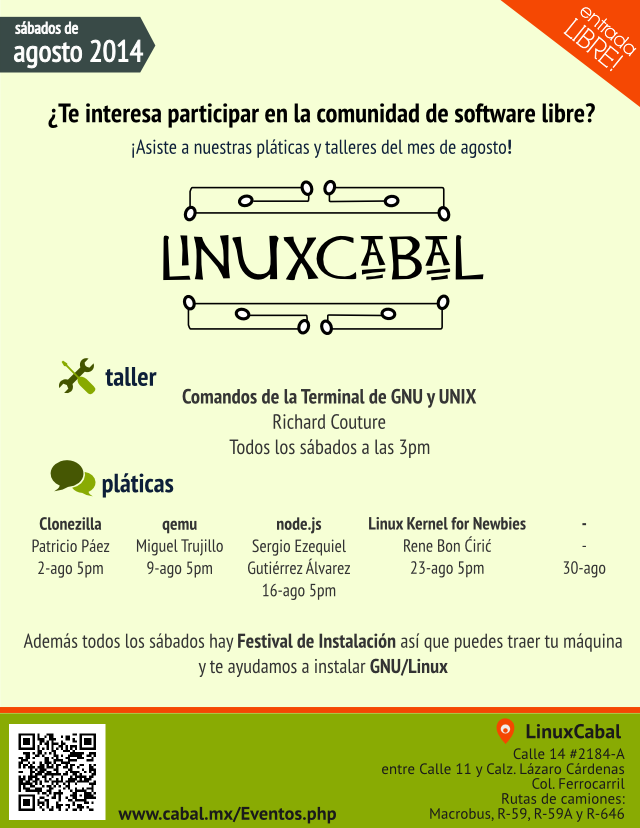 sábados de
agosto 2014
entrada
LIBRE!
¿Te interesa participar en la comunidad de software libre?
¡Asiste a nuestras pláticas y talleres del mes de agosto!
LINUXCABAL
taller
Comandos de la Terminal de GNU y UNIX
Richard Couture
Todos los sábados a las 3pm
pláticas
Clonezilla
Patricio Páez
2-ago 5pm
qemu
Miguel Trujillo
9-ago 5pm
node.js
Sergio Ezequiel
Gutiérrez Álvarez
16-ago 5pm
Linux Kernel for Newbies
Rene Bon Ćirić
23-ago 5pm
-
-
30-ago
Además todos los sábados hay Festival de Instalación así que puedes traer tu máquina
y te ayudamos a instalar GNU/Linux
www.cabal.mx/Eventos.php
LinuxCabal
Calle 14 #2184-A
entre Calle 11 y Calz. Lázaro Cárdenas
Col. Ferrocarril
Rutas de camiones:
Macrobus, R-59, R-59A y R-646